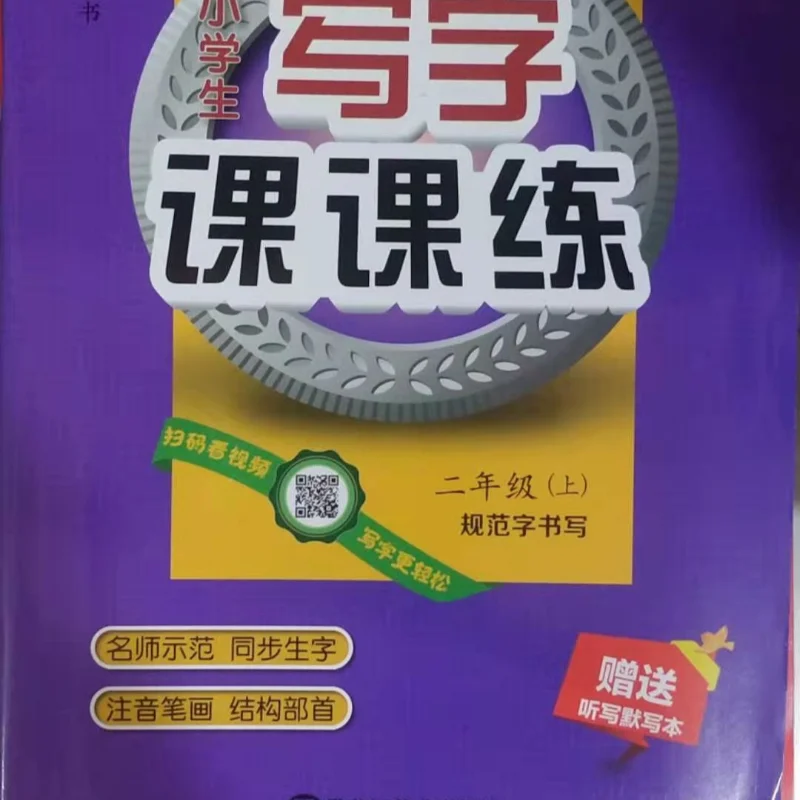 书
小学生
写字
课课练
扫码看视频
写字更轻松
二年级(上)
规范字书写
名师示范 同步生字
注音笔画 结构部首
赠送
听写默写本